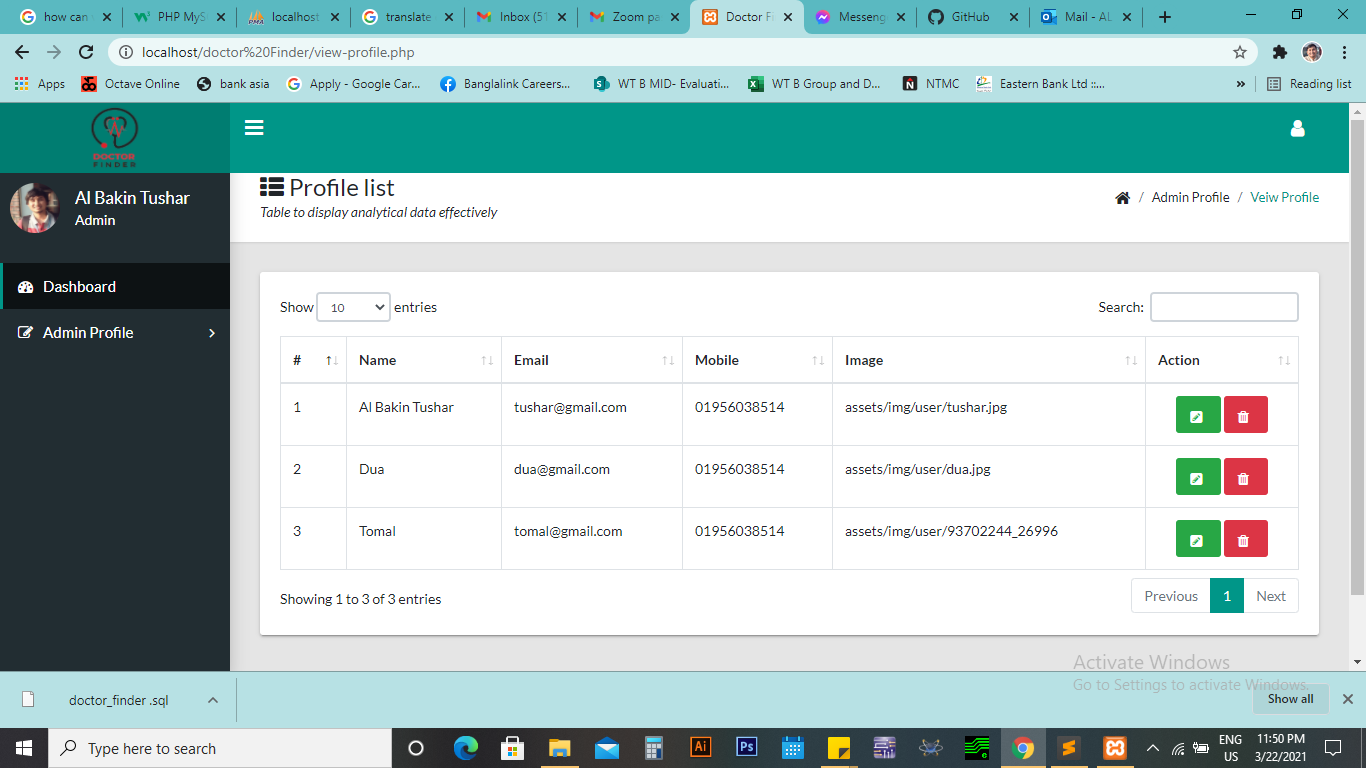 how can
PHP MyS
localhost
translate
Inbox (51
Zoom pa
Doctor Fi
Messeng
GitHub
Mail - AL
localhost/doctor%20Finder/view-profile.php
Apps
Octave Online
bank asia
Apply - Google Car...
Banglalink Careers...
WT B MID- Evaluati...
WT B Group and D...
NTMC
Eastern Bank Ltd ::...
»
Reading list
DOCTOR
FINDER
Al Bakin Tushar
Admin
Dashboard
Admin Profile
Profile list
Table to display analytical data effectively
/ Admin Profile / Veiw Profile
Show 10 entries
Search:
# Name Email Mobile Image Action
1 Al Bakin Tushar tushar@gmail.com 01956038514 assets/img/user/tushar.jpg
2 Dua dua@gmail.com 01956038514 assets/img/user/dua.jpg
3 Tomal tomal@gmail.com 01956038514 assets/img/user/93702244_26996
Showing 1 to 3 of 3 entries
Previous 1 Next
Activate Windows
Go to Settings to activate Windows.
doctor_finder .sql
Show all
Type here to search
Ai
Ps
ENG
US
11:50 PM
3/22/2021